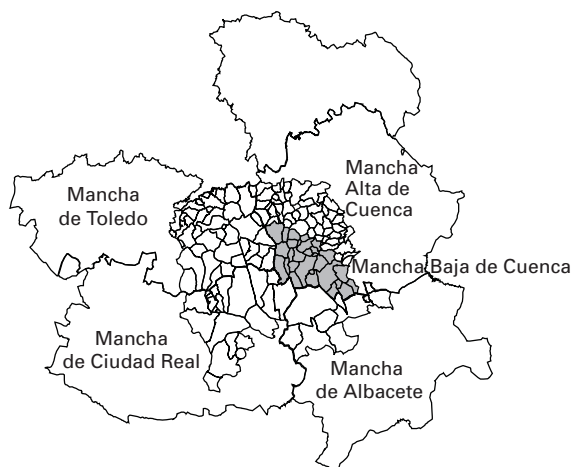 Mancha
Alta de
Cuenca
Mancha
de Toledo
Mancha Baja de Cuenca
Mancha
de Ciudad Real
Mancha
de Albacete